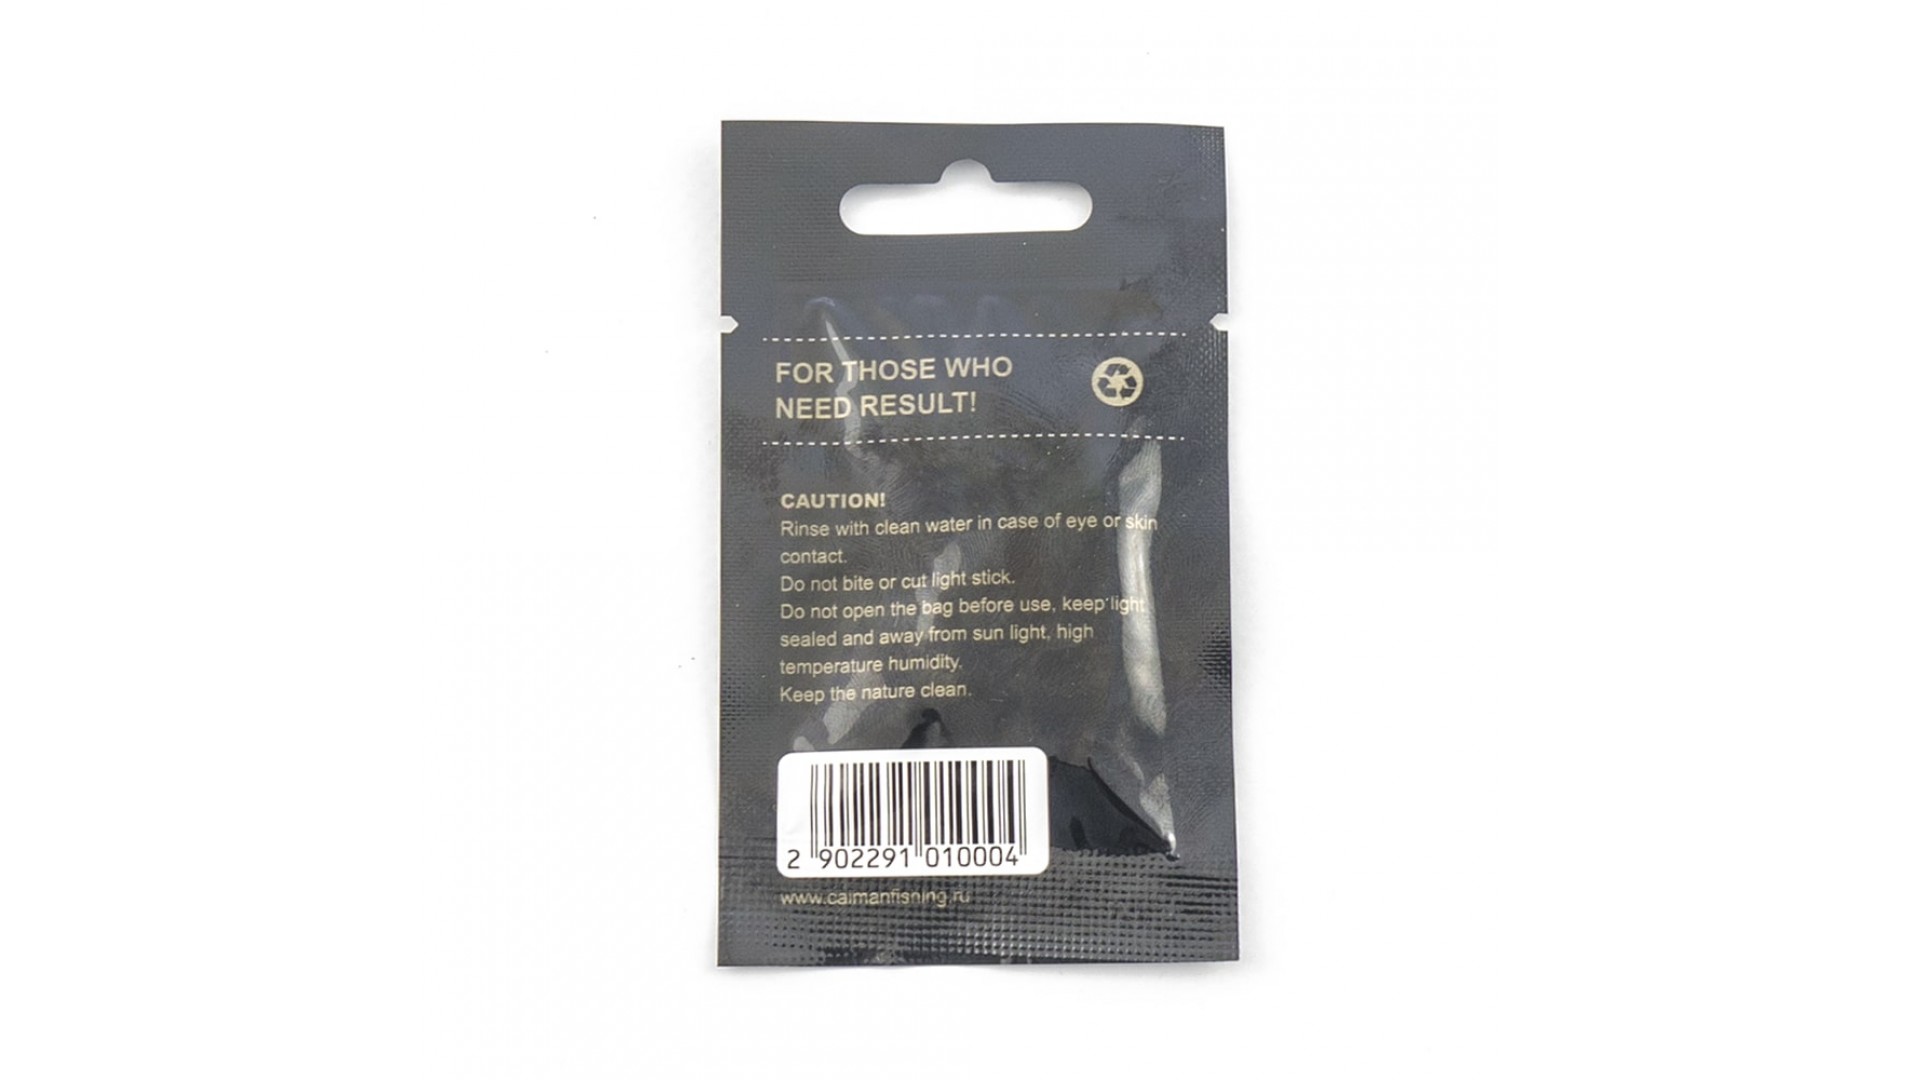 FOR THOSE WHO
NEED RESULT!
CAUTION!
Rinse with clean water in case of eye or skin
contact.
Do not bite or cut light stick.
Do not open the bag before use, keep light
sealed and away from sun light, high
temperature humidity.
Keep the nature clean.
2 902291 010004
www.caimanfishing.ru